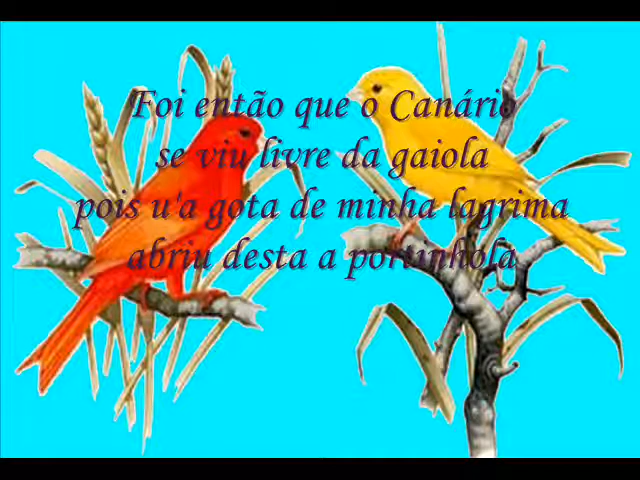 Foi então que o Canário
se viu livre da gaiola
pois u'a gota de minha lagrima
abriu desta a portinhola